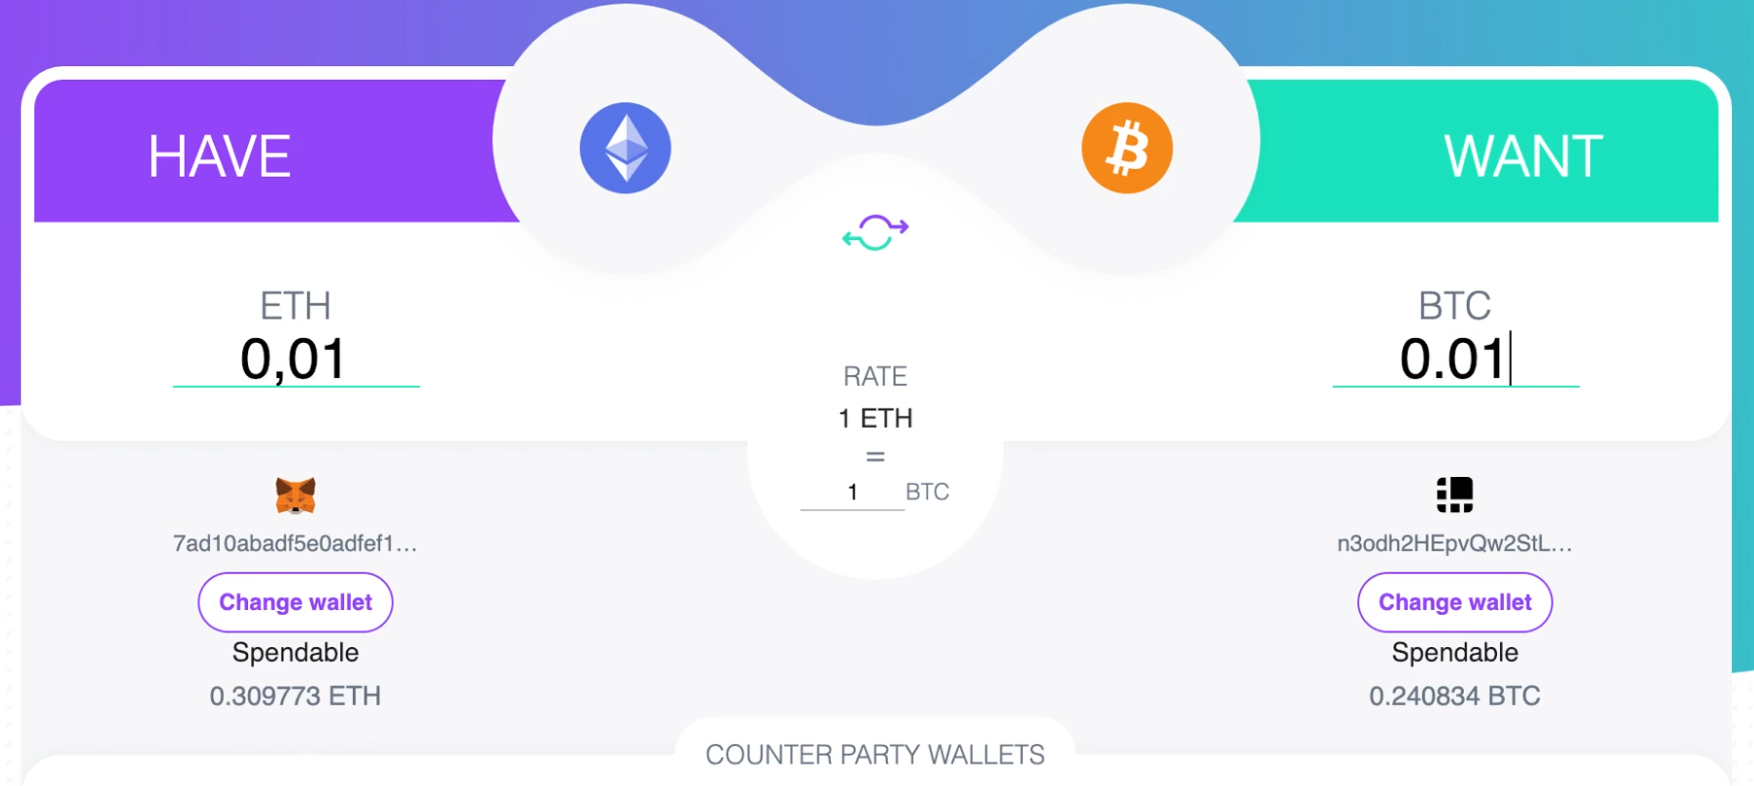 HAVE
WANT
ETH
0,01
BTC
0.01
RATE
1 ETH
=
1 BTC
7ad10abadf5e0adfef1...
Change wallet
Spendable
0.309773 ETH
n3odh2HEpvQw2StL...
Change wallet
Spendable
0.240834 BTC
COUNTER PARTY WALLETS